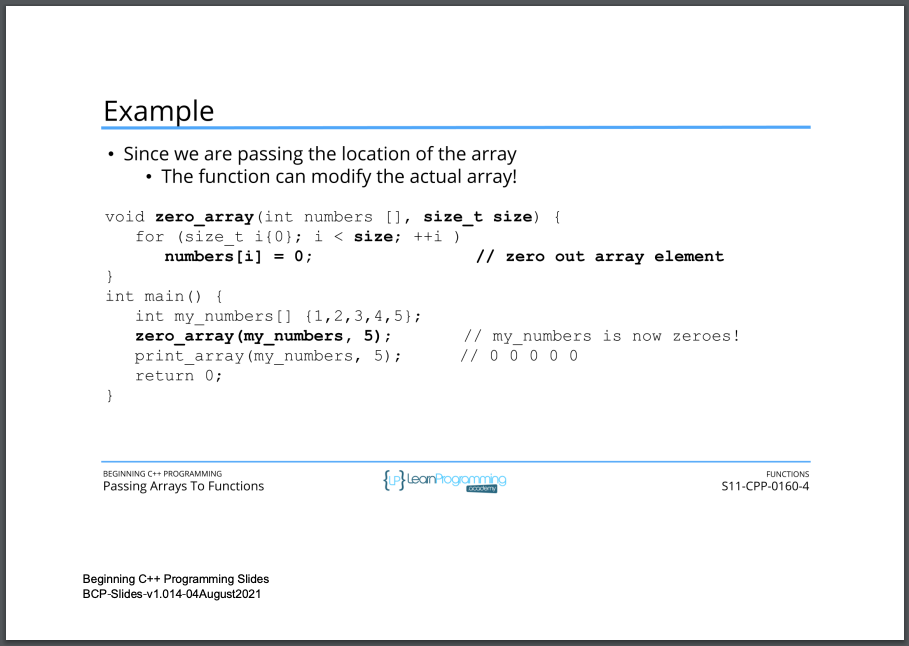 Example
• Since we are passing the location of the array
• The function can modify the actual array!
void zero_array(int numbers [], size_t size) {
for (size_t i{0}; i < size; ++i )
numbers[i] = 0; // zero out array element
}
int main() {
int my_numbers[] {1,2,3,4,5};
zero_array(my_numbers, 5); // my_numbers is now zeroes!
print_array(my_numbers, 5); // 0 0 0 0 0
return 0;
}
BEGINNING C++ PROGRAMMING
Passing Arrays To Functions
{LP} LearnProgramming
academy
FUNCTIONS
S11-CPP-0160-4
Beginning C++ Programming Slides
BCP-Slides-v1.014-04August2021